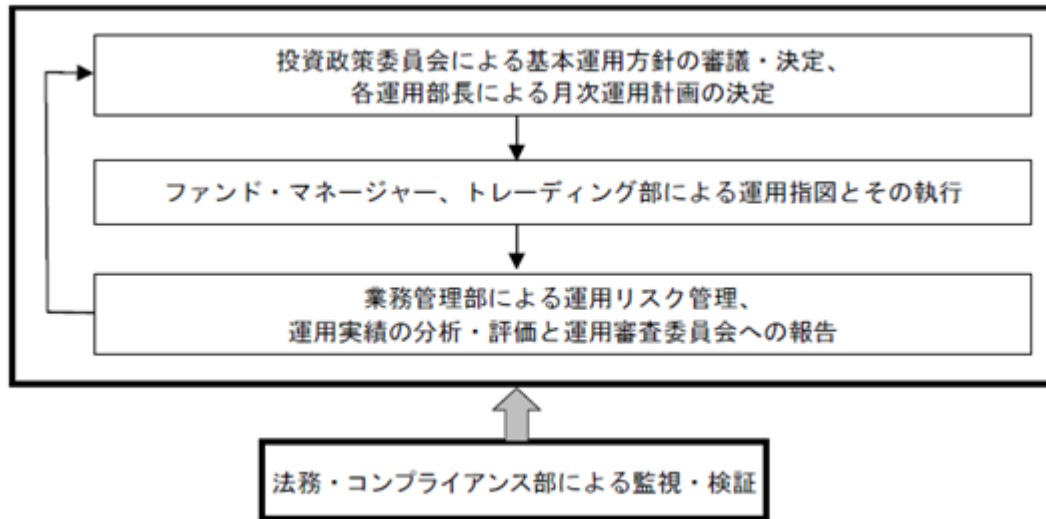 投資政策委員会による基本運用方針の審議・決定、
各運用部長による月次運用計画の決定
ファンド・マネージャー、トレーディング部による運用指図とその執行
業務管理部による運用リスク管理、
運用実績の分析・評価と運用審査委員会への報告
法務・コンプライアンス部による監視・検証